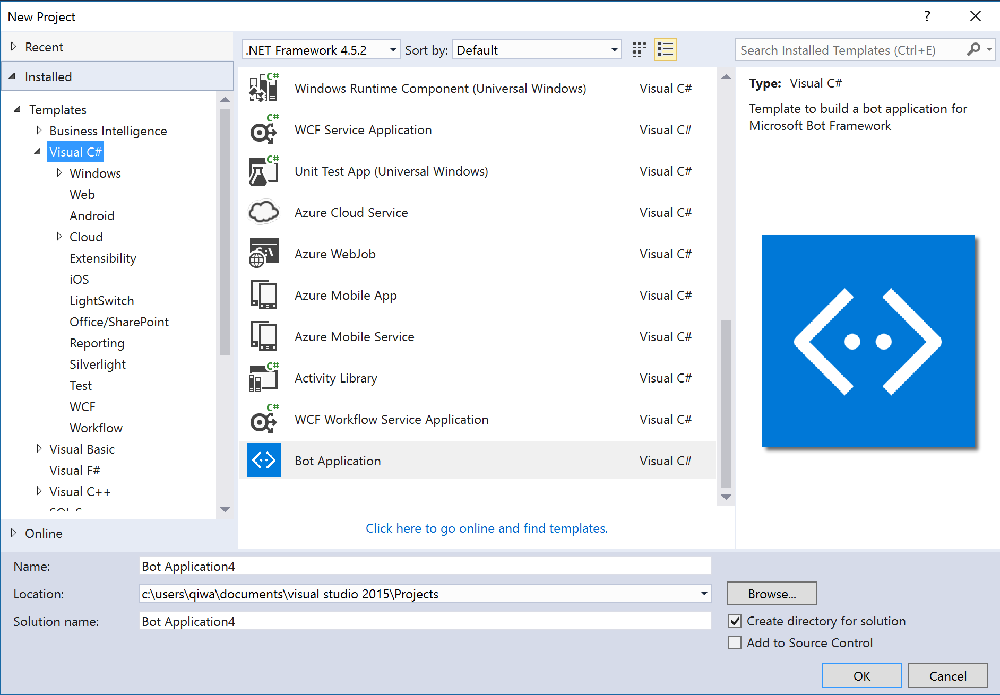 New Project
?
Recent
.NET Framework 4.5.2
Sort by:
Default
Search Installed Templates (Ctrl+E)
Installed
Templates
Business Intelligence
Visual C#
Windows
Web
Android
Cloud
Extensibility
iOS
LightSwitch
Office/SharePoint
Reporting
Silverlight
Test
WCF
Workflow
Visual Basic
Visual F#
Visual C++
SQL Server
Online
C#
Windows Runtime Component (Universal Windows) Visual C#
C#
WCF Service Application Visual C#
C#
Unit Test App (Universal Windows) Visual C#
Azure Cloud Service Visual C#
Azure WebJob Visual C#
Azure Mobile App Visual C#
Azure Mobile Service Visual C#
C#
Activity Library Visual C#
C#
WCF Workflow Service Application Visual C#
Bot Application Visual C#
Click here to go online and find templates.
Type: Visual C#
Template to build a bot application for
Microsoft Bot Framework
Name: Bot Application4
Location: c:\users\qiwa\documents\visual studio 2015\Projects
Browse...
Solution name: Bot Application4
Create directory for solution
Add to Source Control
OK
Cancel